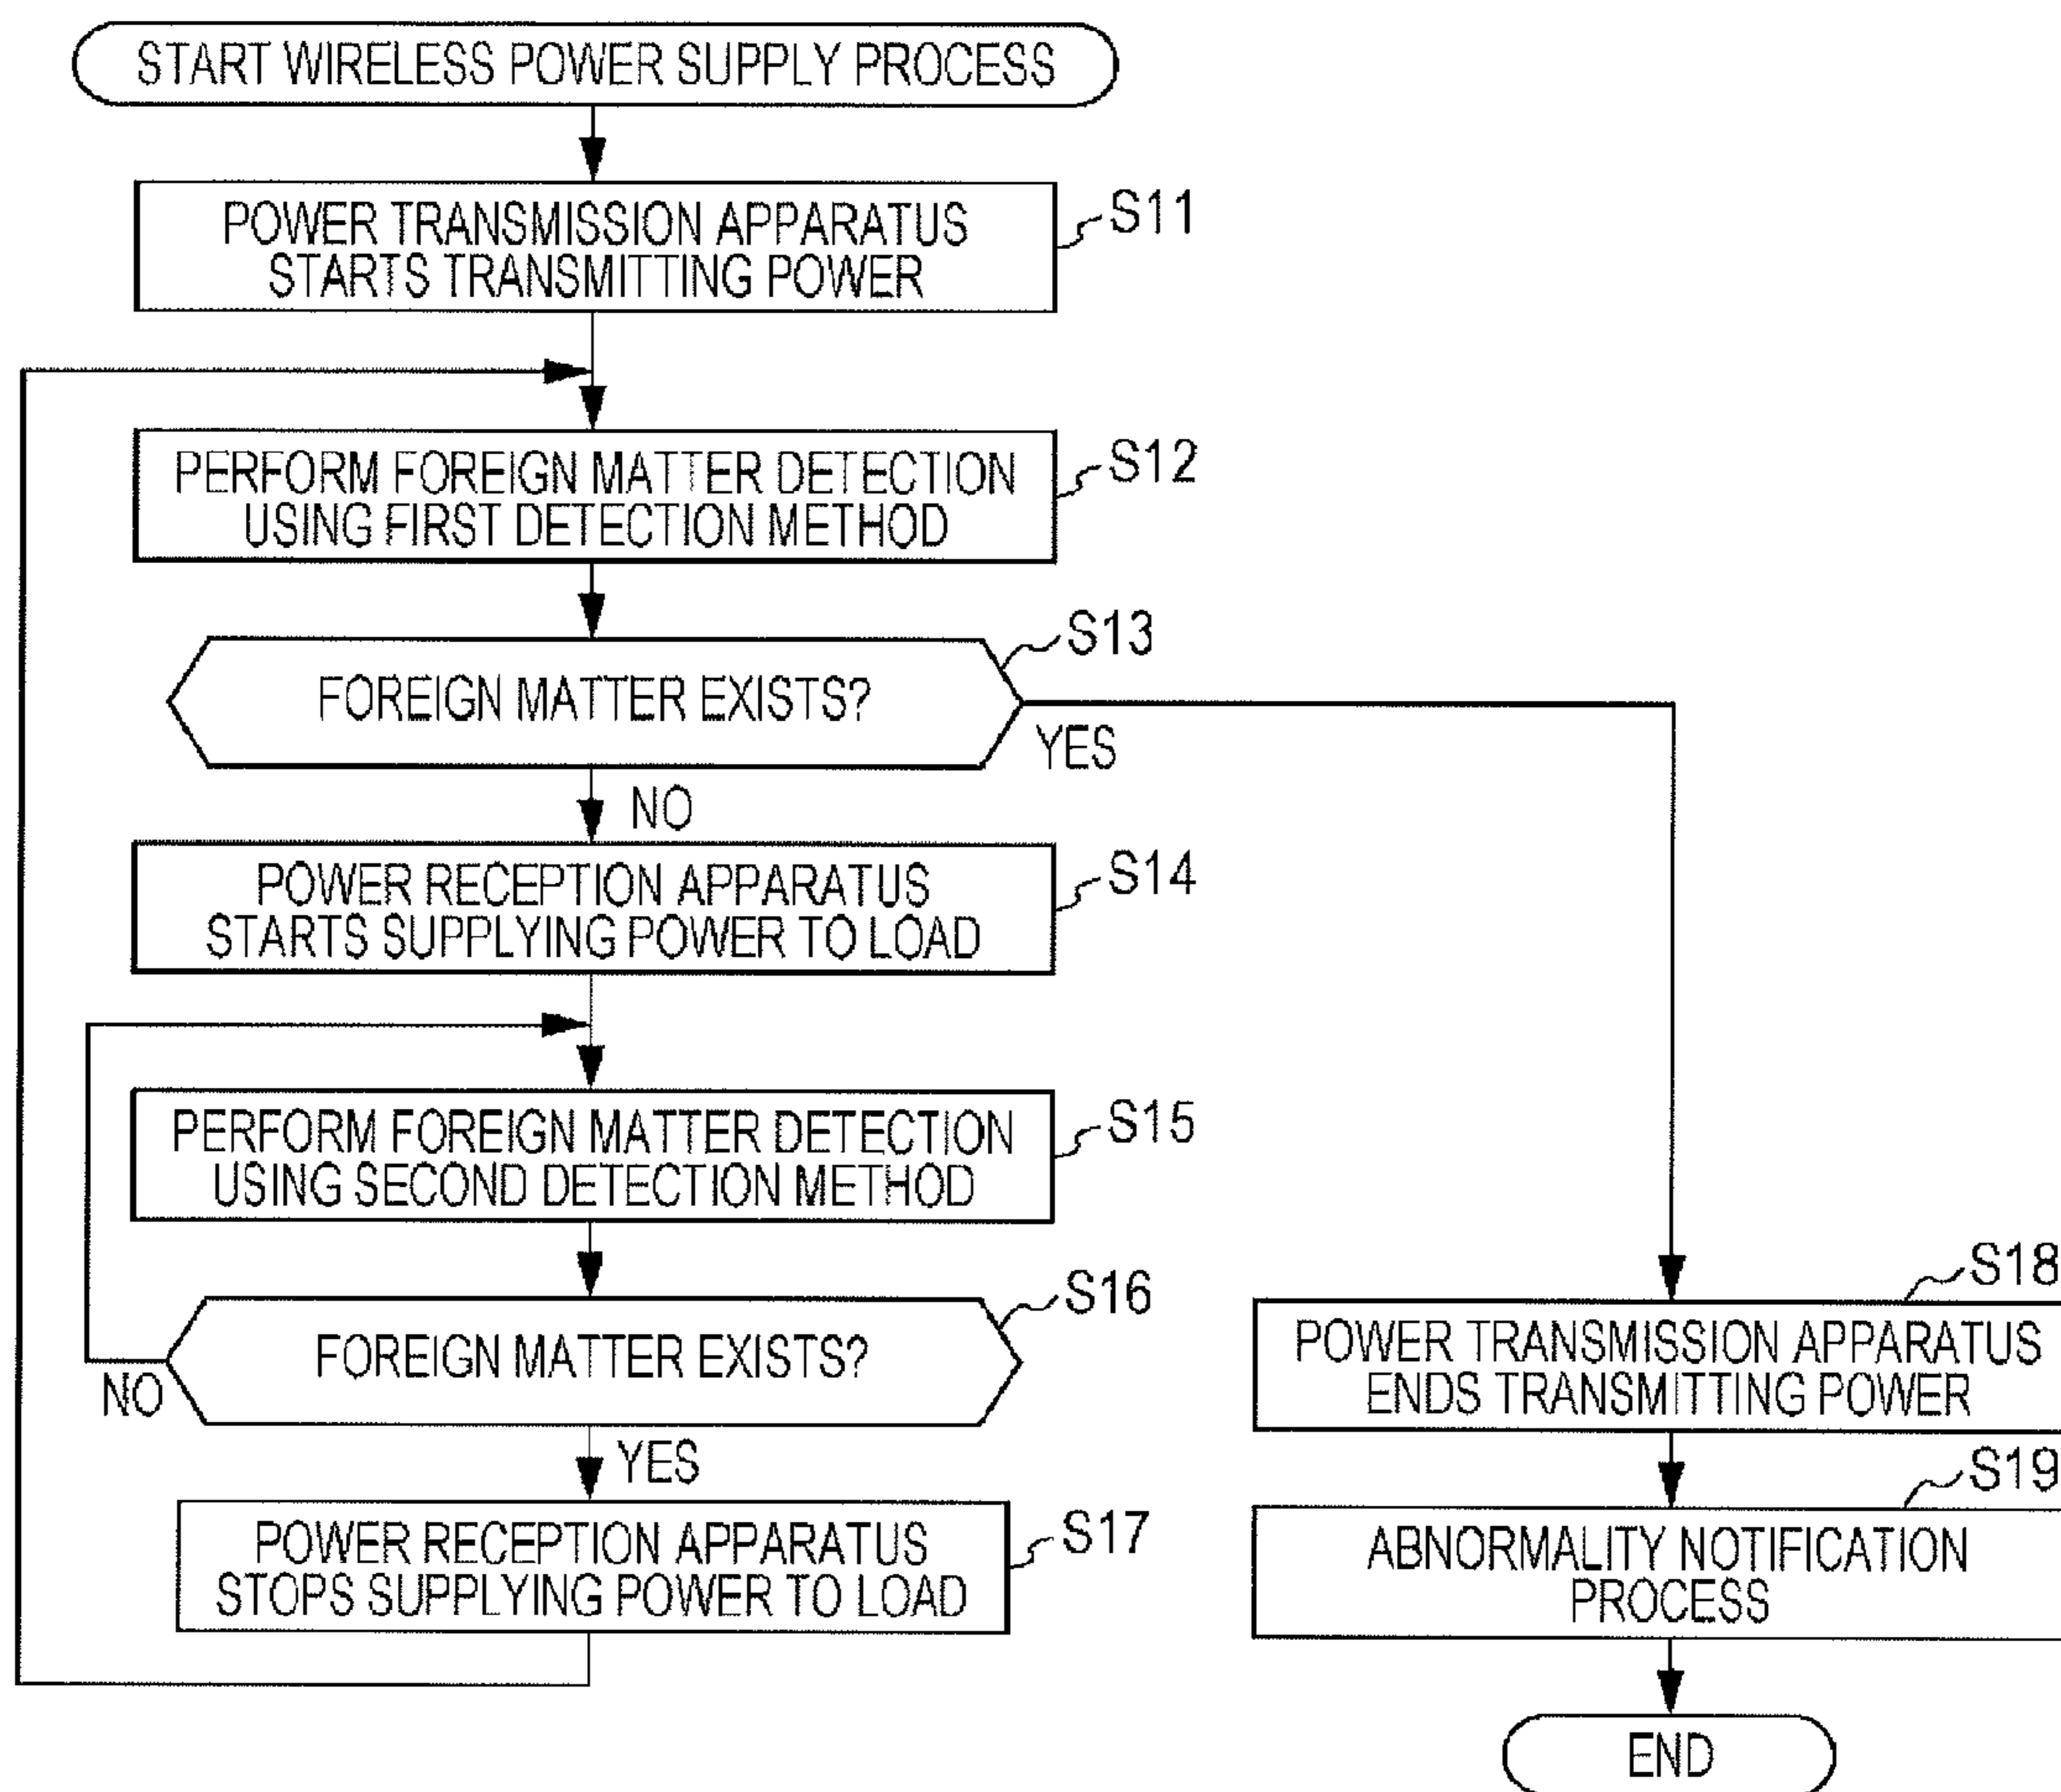 START WIRELESS POWER SUPPLY PROCESS
POWER TRANSMISSION APPARATUS
STARTS TRANSMITTING POWER
S11
PERFORM FOREIGN MATTER DETECTION
USING FIRST DETECTION METHOD
S12
FOREIGN MATTER EXISTS?
S13
YES
NO
POWER RECEPTION APPARATUS
STARTS SUPPLYING POWER TO LOAD
S14
PERFORM FOREIGN MATTER DETECTION
USING SECOND DETECTION METHOD
S15
FOREIGN MATTER EXISTS?
S16
NO
YES
POWER RECEPTION APPARATUS
STOPS SUPPLYING POWER TO LOAD
S17
POWER TRANSMISSION APPARATUS
ENDS TRANSMITTING POWER
S18
ABNORMALITY NOTIFICATION
PROCESS
S19
END